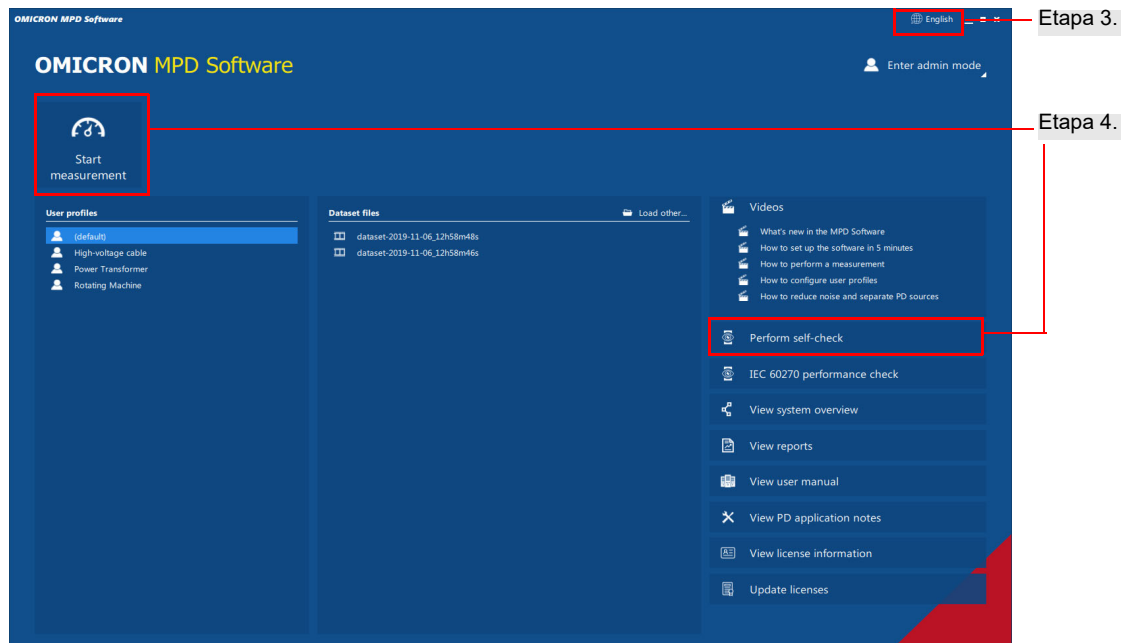 OMICRON MPD Software
English
Etapa 3.
OMICRON MPD Software
Enter admin mode
Etapa 4.
Start
measurement
User profiles
(default)
High-voltage cable
Power Transformer
Rotating Machine
Dataset files
Load other...
dataset-2019-11-06_12h58m48s
dataset-2019-11-06_12h58m46s
Videos
What's new in the MPD Software
How to set up the software in 5 minutes
How to perform a measurement
How to configure user profiles
How to reduce noise and separate PD sources
Perform self-check
IEC 60270 performance check
View system overview
View reports
View user manual
View PD application notes
View license information
Update licenses